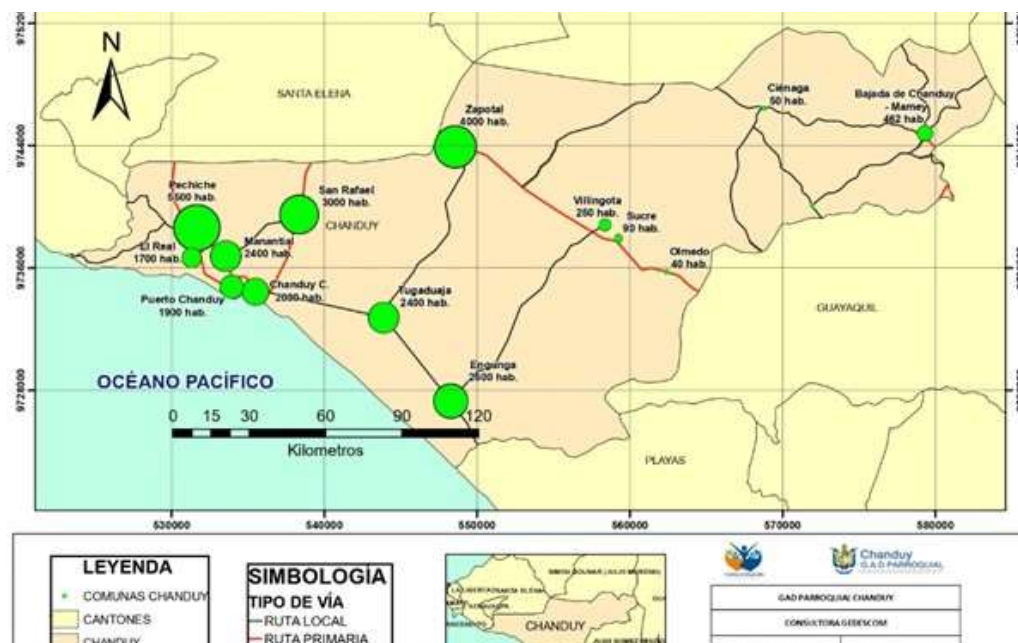 N
SANTA ELENA
Zapotal
4000 hab.
Ciénaga
50 hab.
Bajada de Chanduy
- Mamey
462 hab.
9744000
Pechiche
5500 hab.
San Rafael
3000 hab.
CHANDUY
Villingota
250 hab.
Sucre
90 hab.
El Real
1700 hab.
Manantial
2400 hab.
Olmedo
40 hab.
9736000
Puerto Chanduy
1900 hab.
Chanduy C.
2000 hab.
Tugaduaja
2400 hab.
GUAYAQUIL
Engunga
2600 hab.
OCÉANO PACÍFICO
9728000
0 15 30 60 90 120
Kilometros
PLAYAS
530000 540000 550000 560000 570000 580000
LEYENDA
COMUNAS CHANDUY
CANTONES
CHANDUY
SIMBOLOGÍA
TIPO DE VÍA
RUTA LOCAL
RUTA PRIMARIA
CHANDUY
Chanduy
G.A.D PARROQUIAL
GAD PARROQUIAL CHANDUY
CONSULTORA GEDESCOM